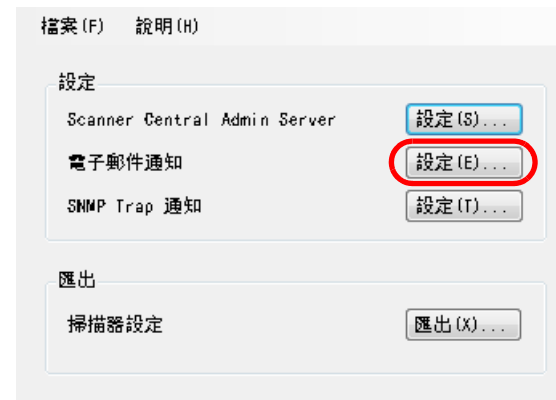 檔案(F) 說明(H)
設定
Scanner Central Admin Server 設定(S)...
電子郵件通知 設定(E)...
SNMP Trap 通知 設定(T)...
匯出
掃描器設定 匯出(X)...